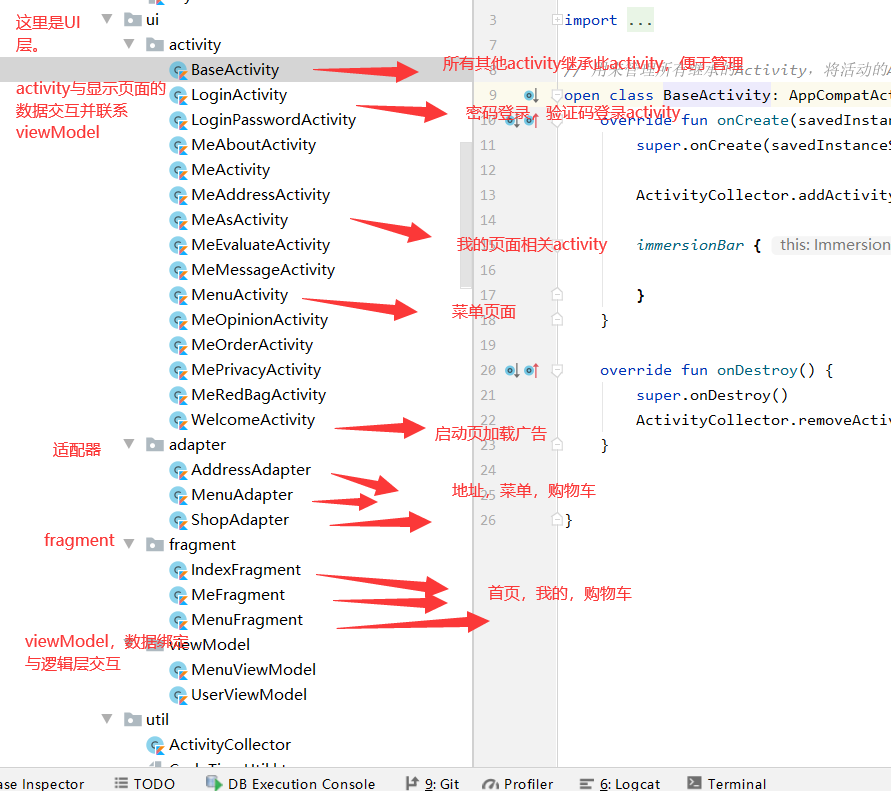 这里是UI
层。
ui
activity
BaseActivity
LoginActivity
LoginPasswordActivity
MeAboutActivity
MeActivity
MeAddressActivity
MeAsActivity
MeEvaluateActivity
MeMessageActivity
MenuActivity
MeOpinionActivity
MeOrderActivity
MePrivacyActivity
MeRedBagActivity
WelcomeActivity
activity与显示页面的
数据交互并联系
viewModel
适配器
adapter
AddressAdapter
MenuAdapter
ShopAdapter
fragment
fragment
IndexFragment
MeFragment
MenuFragment
viewModel，数据绑定
与逻辑层交互
viewModel
MenuViewModel
UserViewModel
util
ActivityCollector
所有其他activity继承此activity，便于管理
密码登录，验证码登录activity
我的页面相关activity
菜单页面
启动页加载广告
地址，菜单，购物车
首页，我的，购物车
3 import ...
7
8 // 用来管理所有继承的Activity，将活动的A
9 open class BaseActivity: AppCompatAct
10 override fun onCreate(savedInstan
11 super.onCreate(savedInstanceS
12
13 ActivityCollector.addActivity
14
immersionBar { this: Immersion
16
17 }
18 }
19
20 override fun onDestroy() {
21 super.onDestroy()
22 ActivityCollector.removeActiv
23 }
24
25
26 }
ase Inspector TODO DB Execution Console 9: Git Profiler 6: Logcat Terminal